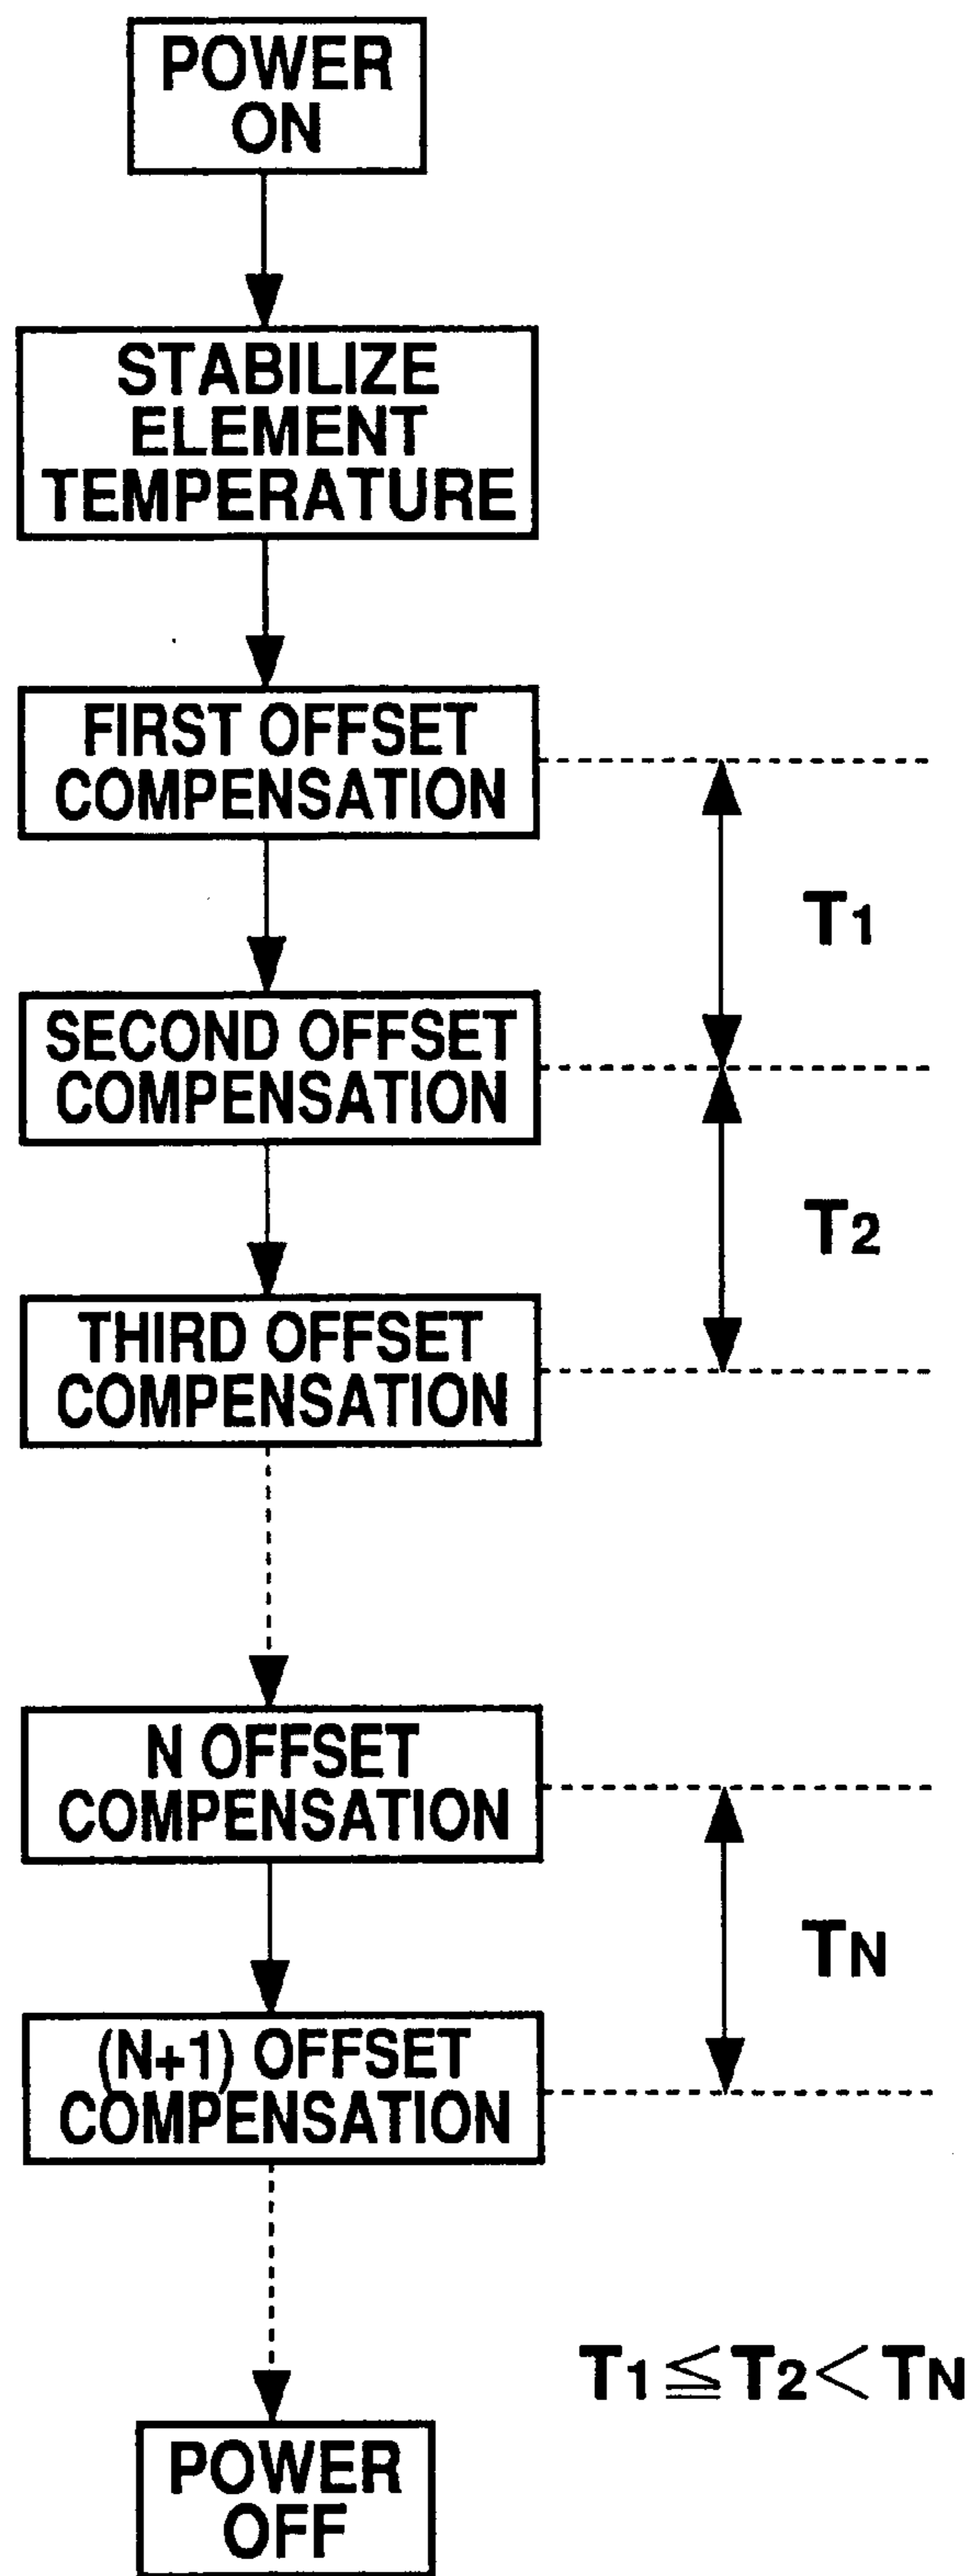 POWER
ON
STABILIZE
ELEMENT
TEMPERATURE
FIRST OFFSET
COMPENSATION
T1
SECOND OFFSET
COMPENSATION
T2
THIRD OFFSET
COMPENSATION
N OFFSET
COMPENSATION
TN
(N+1) OFFSET
COMPENSATION
T1≦T2<TN
POWER
OFF